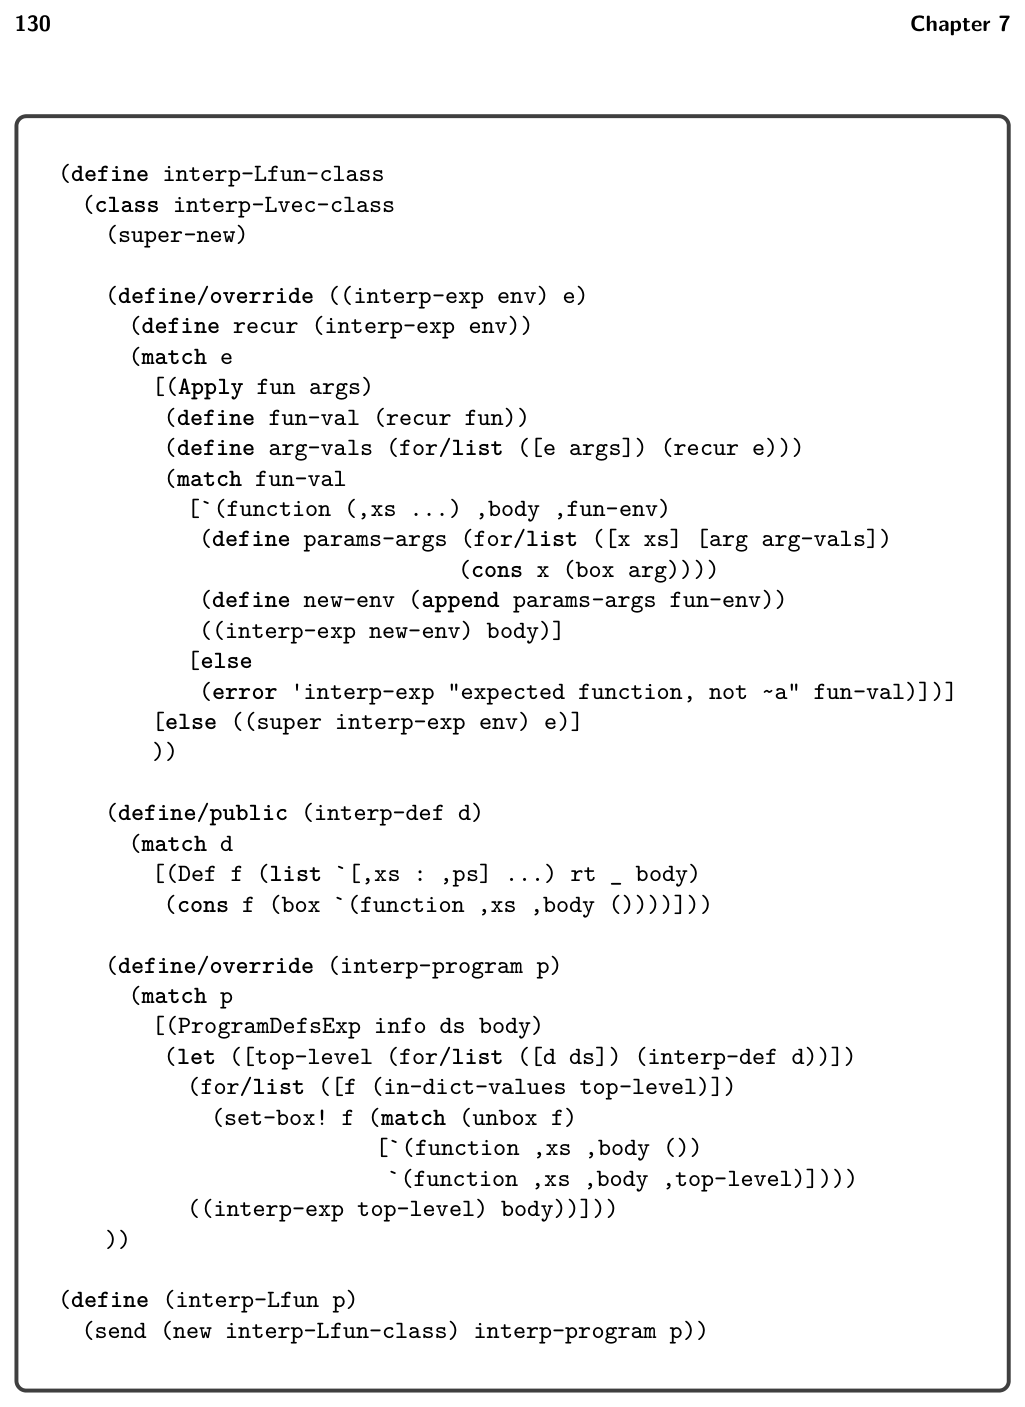 130 Chapter 7
(define interp-Lfun-class
  (class interp-Lvec-class
    (super-new)

    (define/override ((interp-exp env) e)
      (define recur (interp-exp env))
      (match e
        [(Apply fun args)
         (define fun-val (recur fun))
         (define arg-vals (for/list ([e args]) (recur e)))
         (match fun-val
           [`(function (,xs ...) ,body ,fun-env)
            (define params-args (for/list ([x xs] [arg arg-vals])
                                  (cons x (box arg))))
            (define new-env (append params-args fun-env))
            ((interp-exp new-env) body)]
           [else
            (error 'interp-exp "expected function, not ~a" fun-val)])]
        [else ((super interp-exp env) e)]
        ))

    (define/public (interp-def d)
      (match d
        [(Def f (list `[,xs : ,ps] ...) rt _ body)
         (cons f (box `(function ,xs ,body ())))]))

    (define/override (interp-program p)
      (match p
        [(ProgramDefsExp info ds body)
         (let ([top-level (for/list ([d ds]) (interp-def d))])
           (for/list ([f (in-dict-values top-level)])
             (set-box! f (match (unbox f)
                           [`(function ,xs ,body ())
                            `(function ,xs ,body ,top-level)])))
           ((interp-exp top-level) body))]))
    ))

(define (interp-Lfun p)
  (send (new interp-Lfun-class) interp-program p))